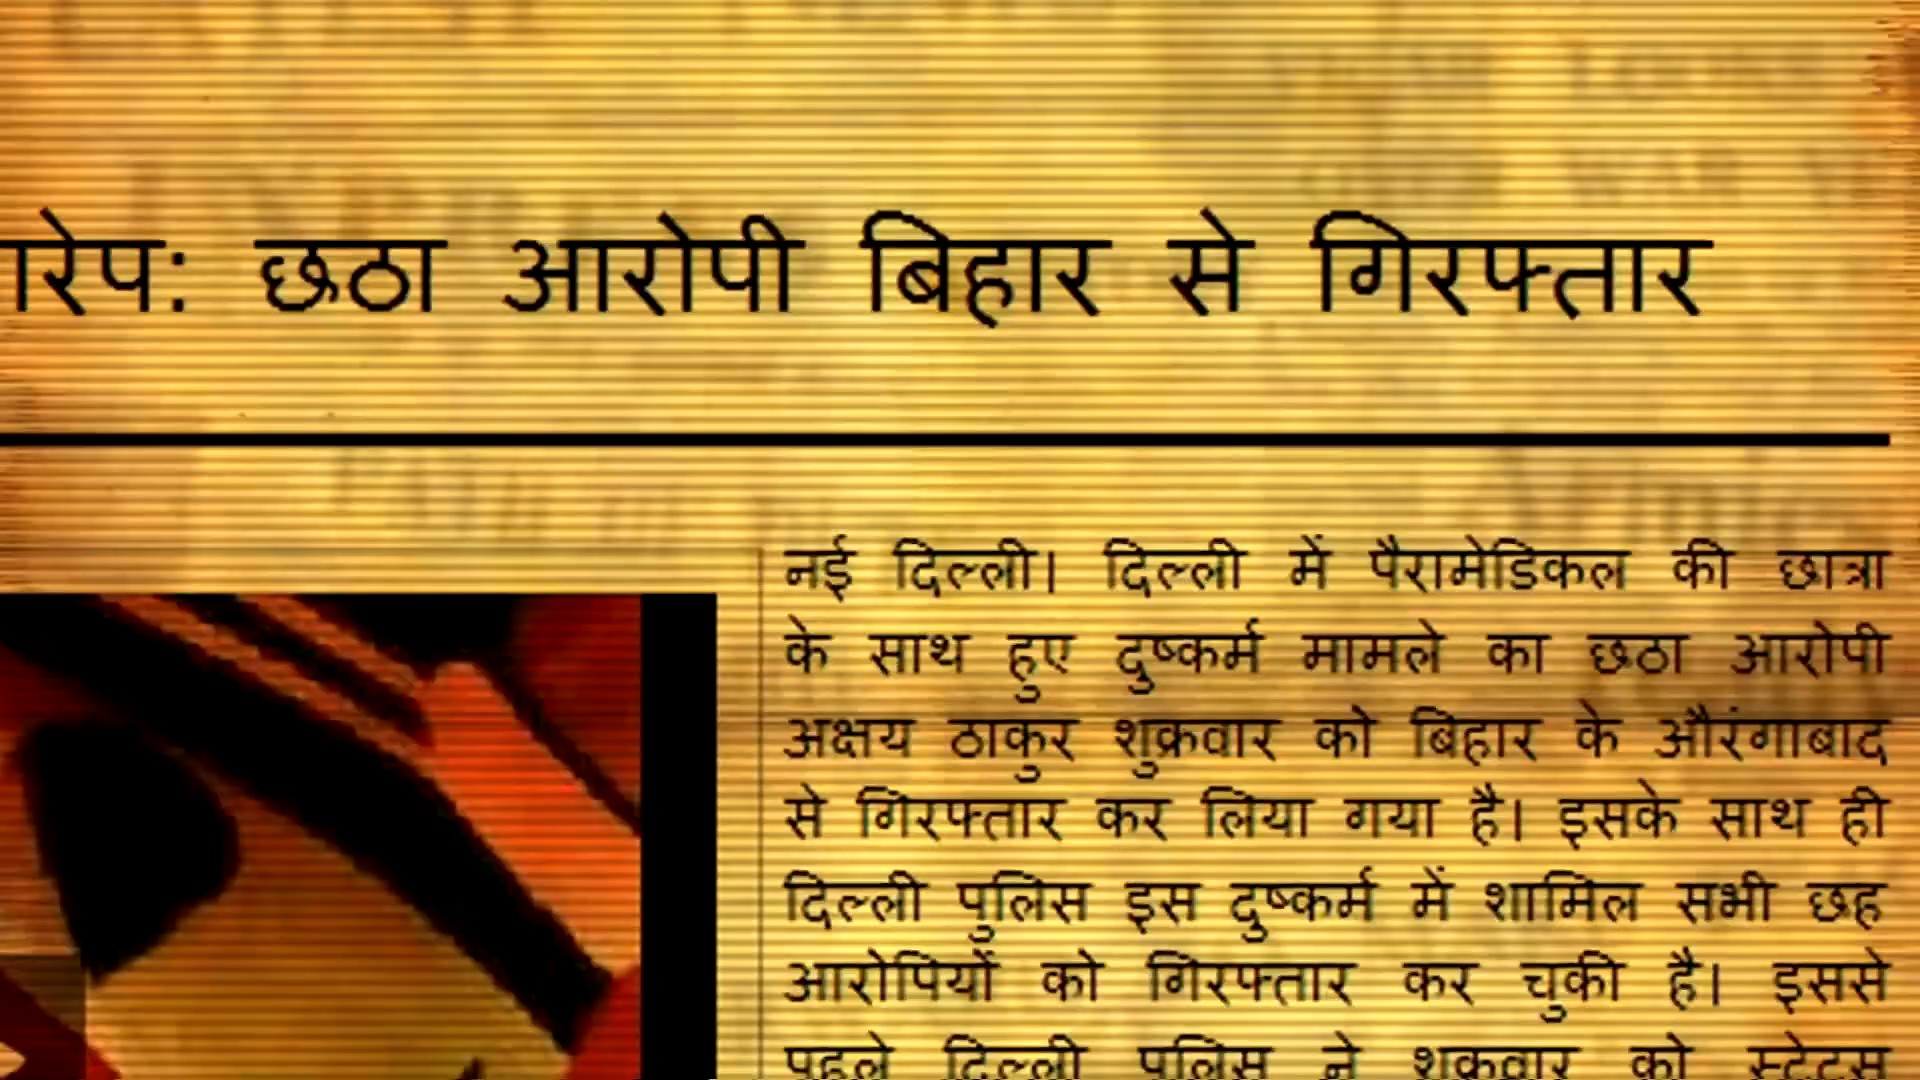 गरेप: छठा आरोपी बिहार से गिरफ्तार
नई दिल्ली। दिल्ली में पैरामेडिकल की छात्रा
के साथ हुए दुष्कर्म मामले का छठा आरोपी
अक्षय ठाकुर शुक्रवार को बिहार के औरंगाबाद
से गिरफ्तार कर लिया गया है। इसके साथ ही
दिल्ली पुलिस इस दुष्कर्म में शामिल सभी छह
आरोपियों को गिरफ्तार कर चुकी है। इससे
पहले दिल्ली पुलिस ने शुक्रवार को स्टेटस